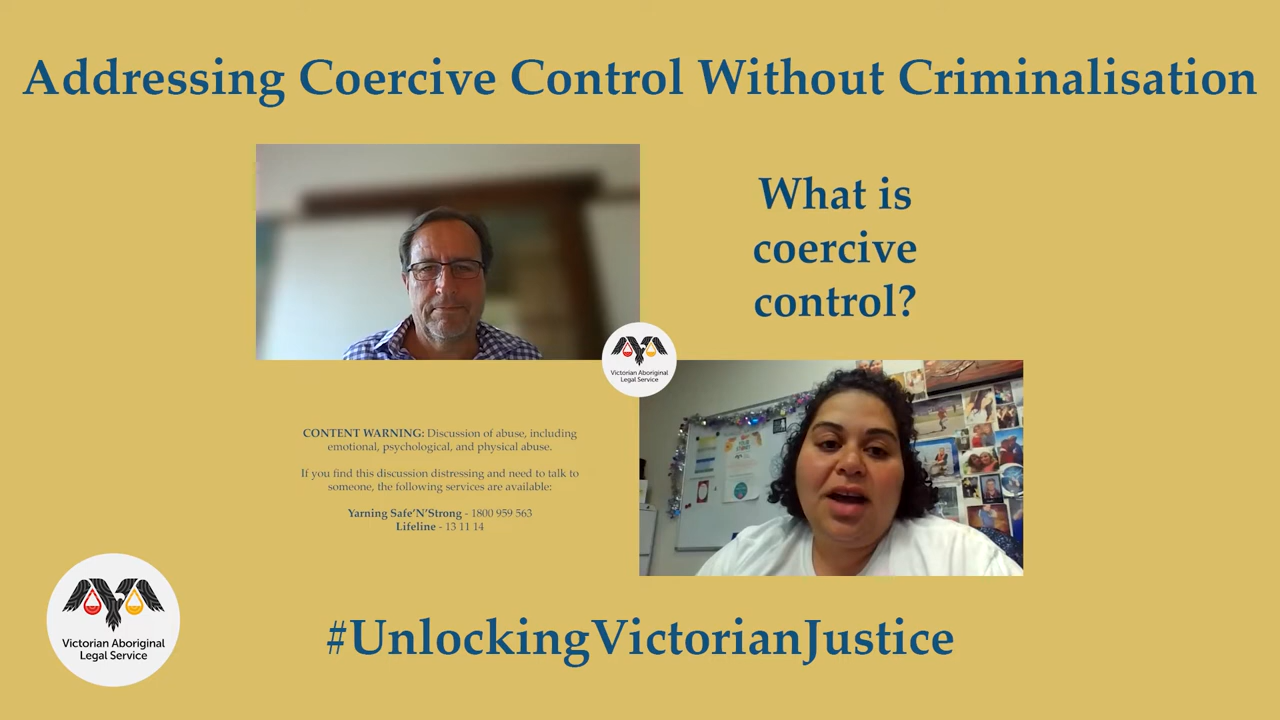 Addressing Coercive Control Without Criminalisation
What is
coercive
control?
Victorian Aboriginal
Legal Service
CONTENT WARNING: Discussion of abuse, including
emotional, psychological, and physical abuse.
If you find this discussion distressing and need to talk to
someone, the following services are available:
Yarning Safe'N'Strong - 1800 959 563
Lifeline - 13 11 14
Victorian Aboriginal
Legal Service
#UnlockingVictorianJustice